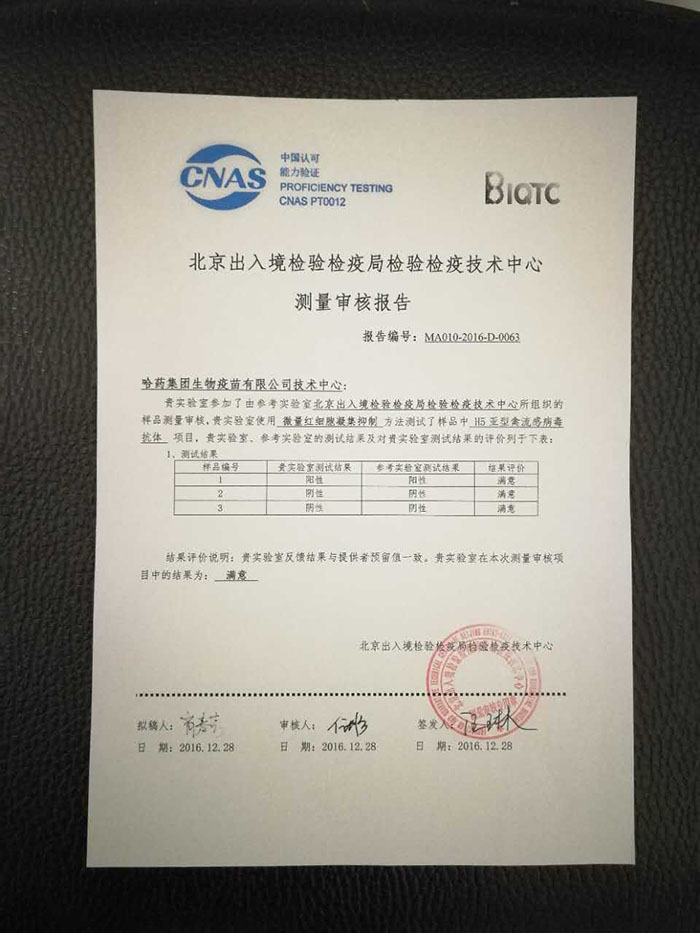 CNAS
中国认可
能力验证
PROFICIENCY TESTING
CNAS PT0012
BIQTC
北京出入境检验检疫局检验检疫技术中心
测量审核报告
报告编号：MA010-2016-D-0063
哈药集团生物疫苗有限公司技术中心：
贵实验室参加了由参考实验室北京出入境检验检疫局检验检疫技术中心所组织的
样品测量审核，贵实验室使用 微量红细胞凝集抑制 方法测试了样品中 H5 亚型禽流感病毒
抗体 项目，贵实验室、参考实验室的测试结果及对贵实验室测试结果的评价列于下表：
1、测试结果
样品编号 贵实验室测试结果 参考实验室测试结果 结果评价
1 阳性 阳性 满意
2 阴性 阴性 满意
3 阴性 阴性 满意
结果评价说明：贵实验室反馈结果与提供者预留值一致。贵实验室在本次测量审核项
目中的结果为： 满意
北京出入境检验检疫局检验检疫技术中心
拟稿人： 审核人： 签发人：
日 期：2016.12.28 日 期：2016.12.28 日 期：2016.12.28